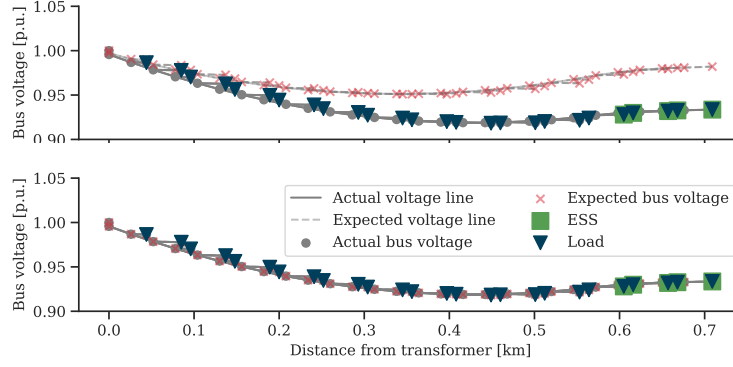 1.05
1.00
0.95
0.90
Bus voltage [p.u.]
1.05
1.00
0.95
0.90
Bus voltage [p.u.]
Actual voltage line
Expected voltage line
Actual bus voltage
Expected bus voltage
ESS
Load
0.0 0.1 0.2 0.3 0.4 0.5 0.6 0.7
Distance from transformer [km]